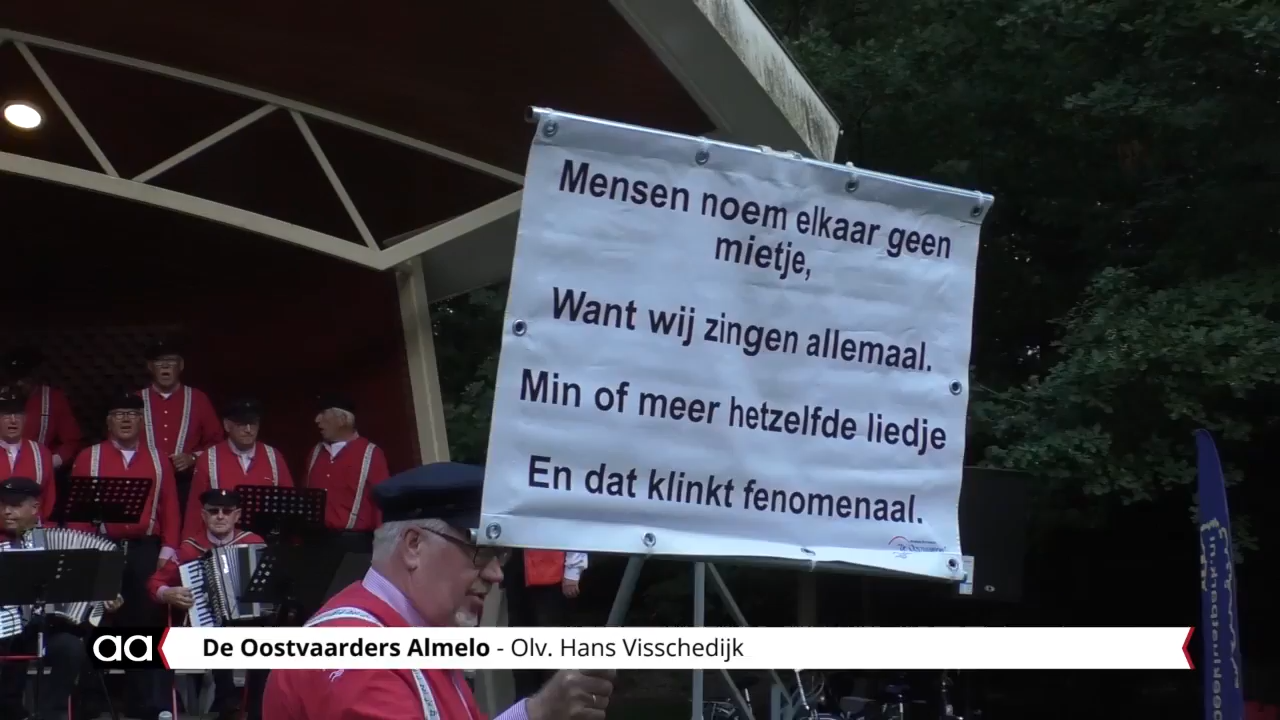 Mensen noem elkaar geen
mietje,
Want wij zingen allemaal.
Min of meer hetzelfde liedje
En dat klinkt fenomenaal.
aa
De Oostvaarders Almelo - Olv. Hans Visschedijk